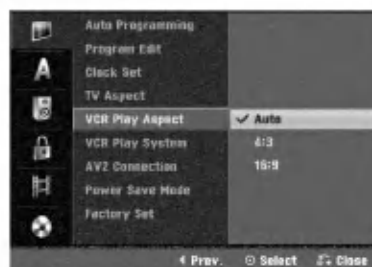 Auto Programming
Program Edit
Clock Set
TV Aspect
VCR Play Aspect
✓ Auto
VCR Play System
4:3
AV2 Connection
16:9
Power Save Mode
Factory Set
A
Prev. Select Close